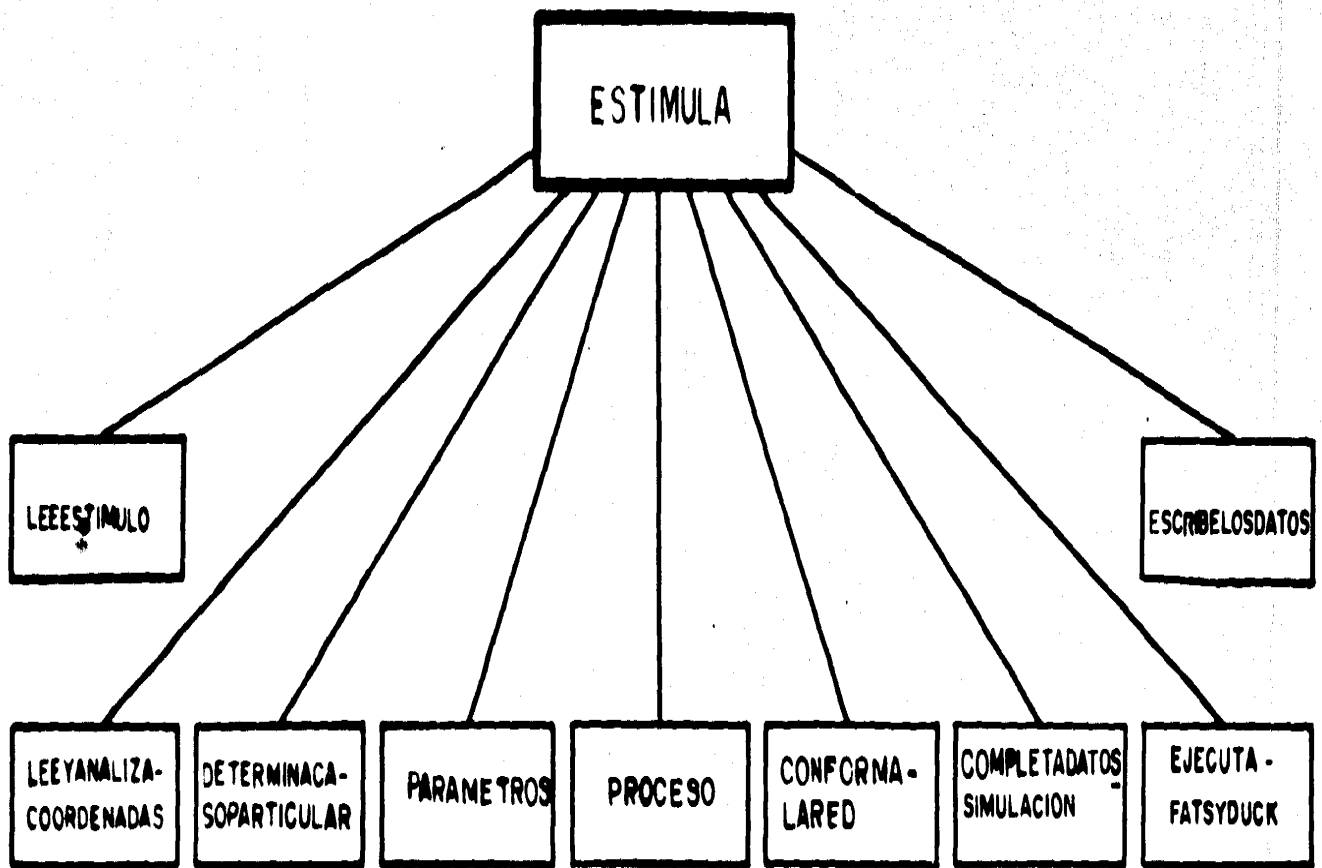 ESTIMULA
LEEESTIMULO
ESCRIBELOSDATOS
LEEYANALIZA-
COORDENADAS
DETERMINACA-
SOPARTICULAR
PARAMETROS
PROCESO
CONFORMA-
LARED
COMPLETADATOS-
SIMULACION
EJECUTA-
FATSYDUCK